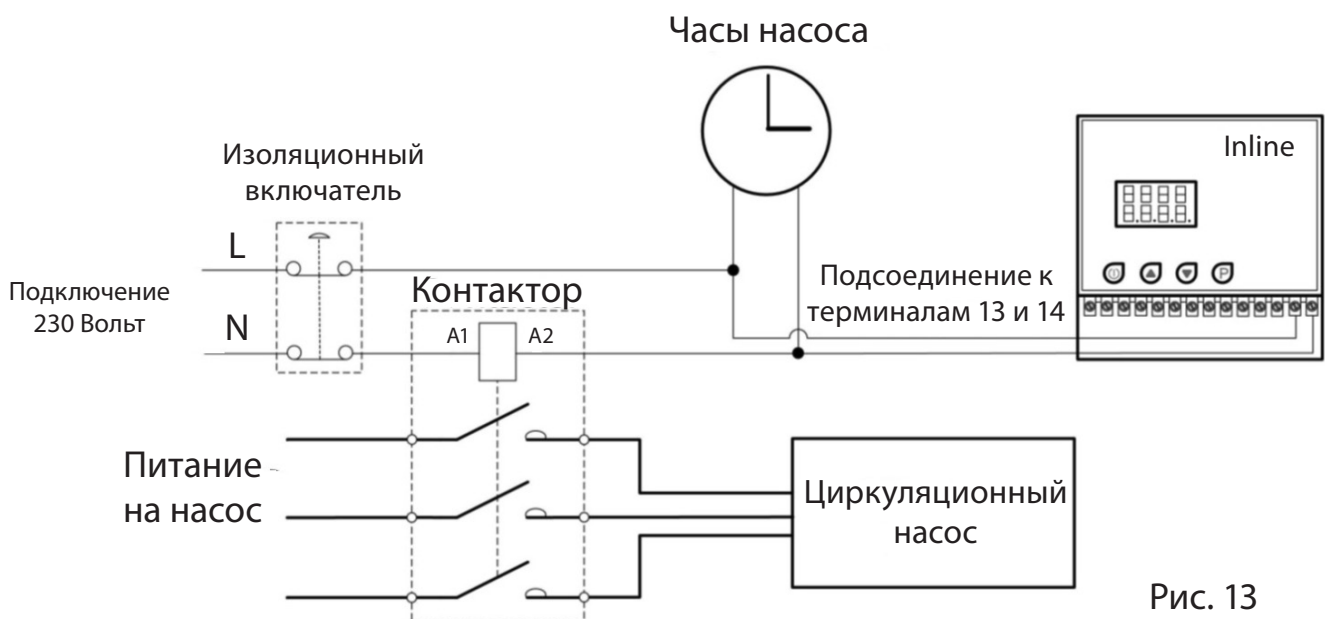 Часы насоса
Inline
Изоляционный
включатель
L
Подключение
230 Вольт
N
Контактор
A1
A2
Подсоединение к
терминалам 13 и 14
P
Питание
на насос
Циркуляционный
насос
Рис. 13